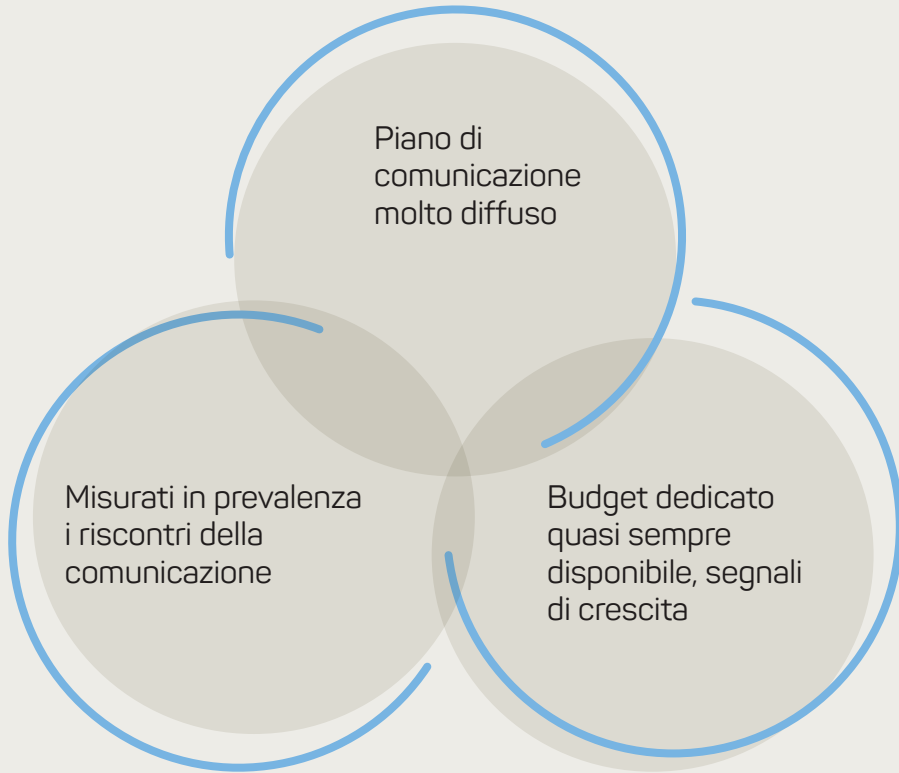 Piano di
comunicazione
molto diffuso
Misurati in prevalenza
i riscontri della
comunicazione
Budget dedicato
quasi sempre
disponibile, segnali
di crescita